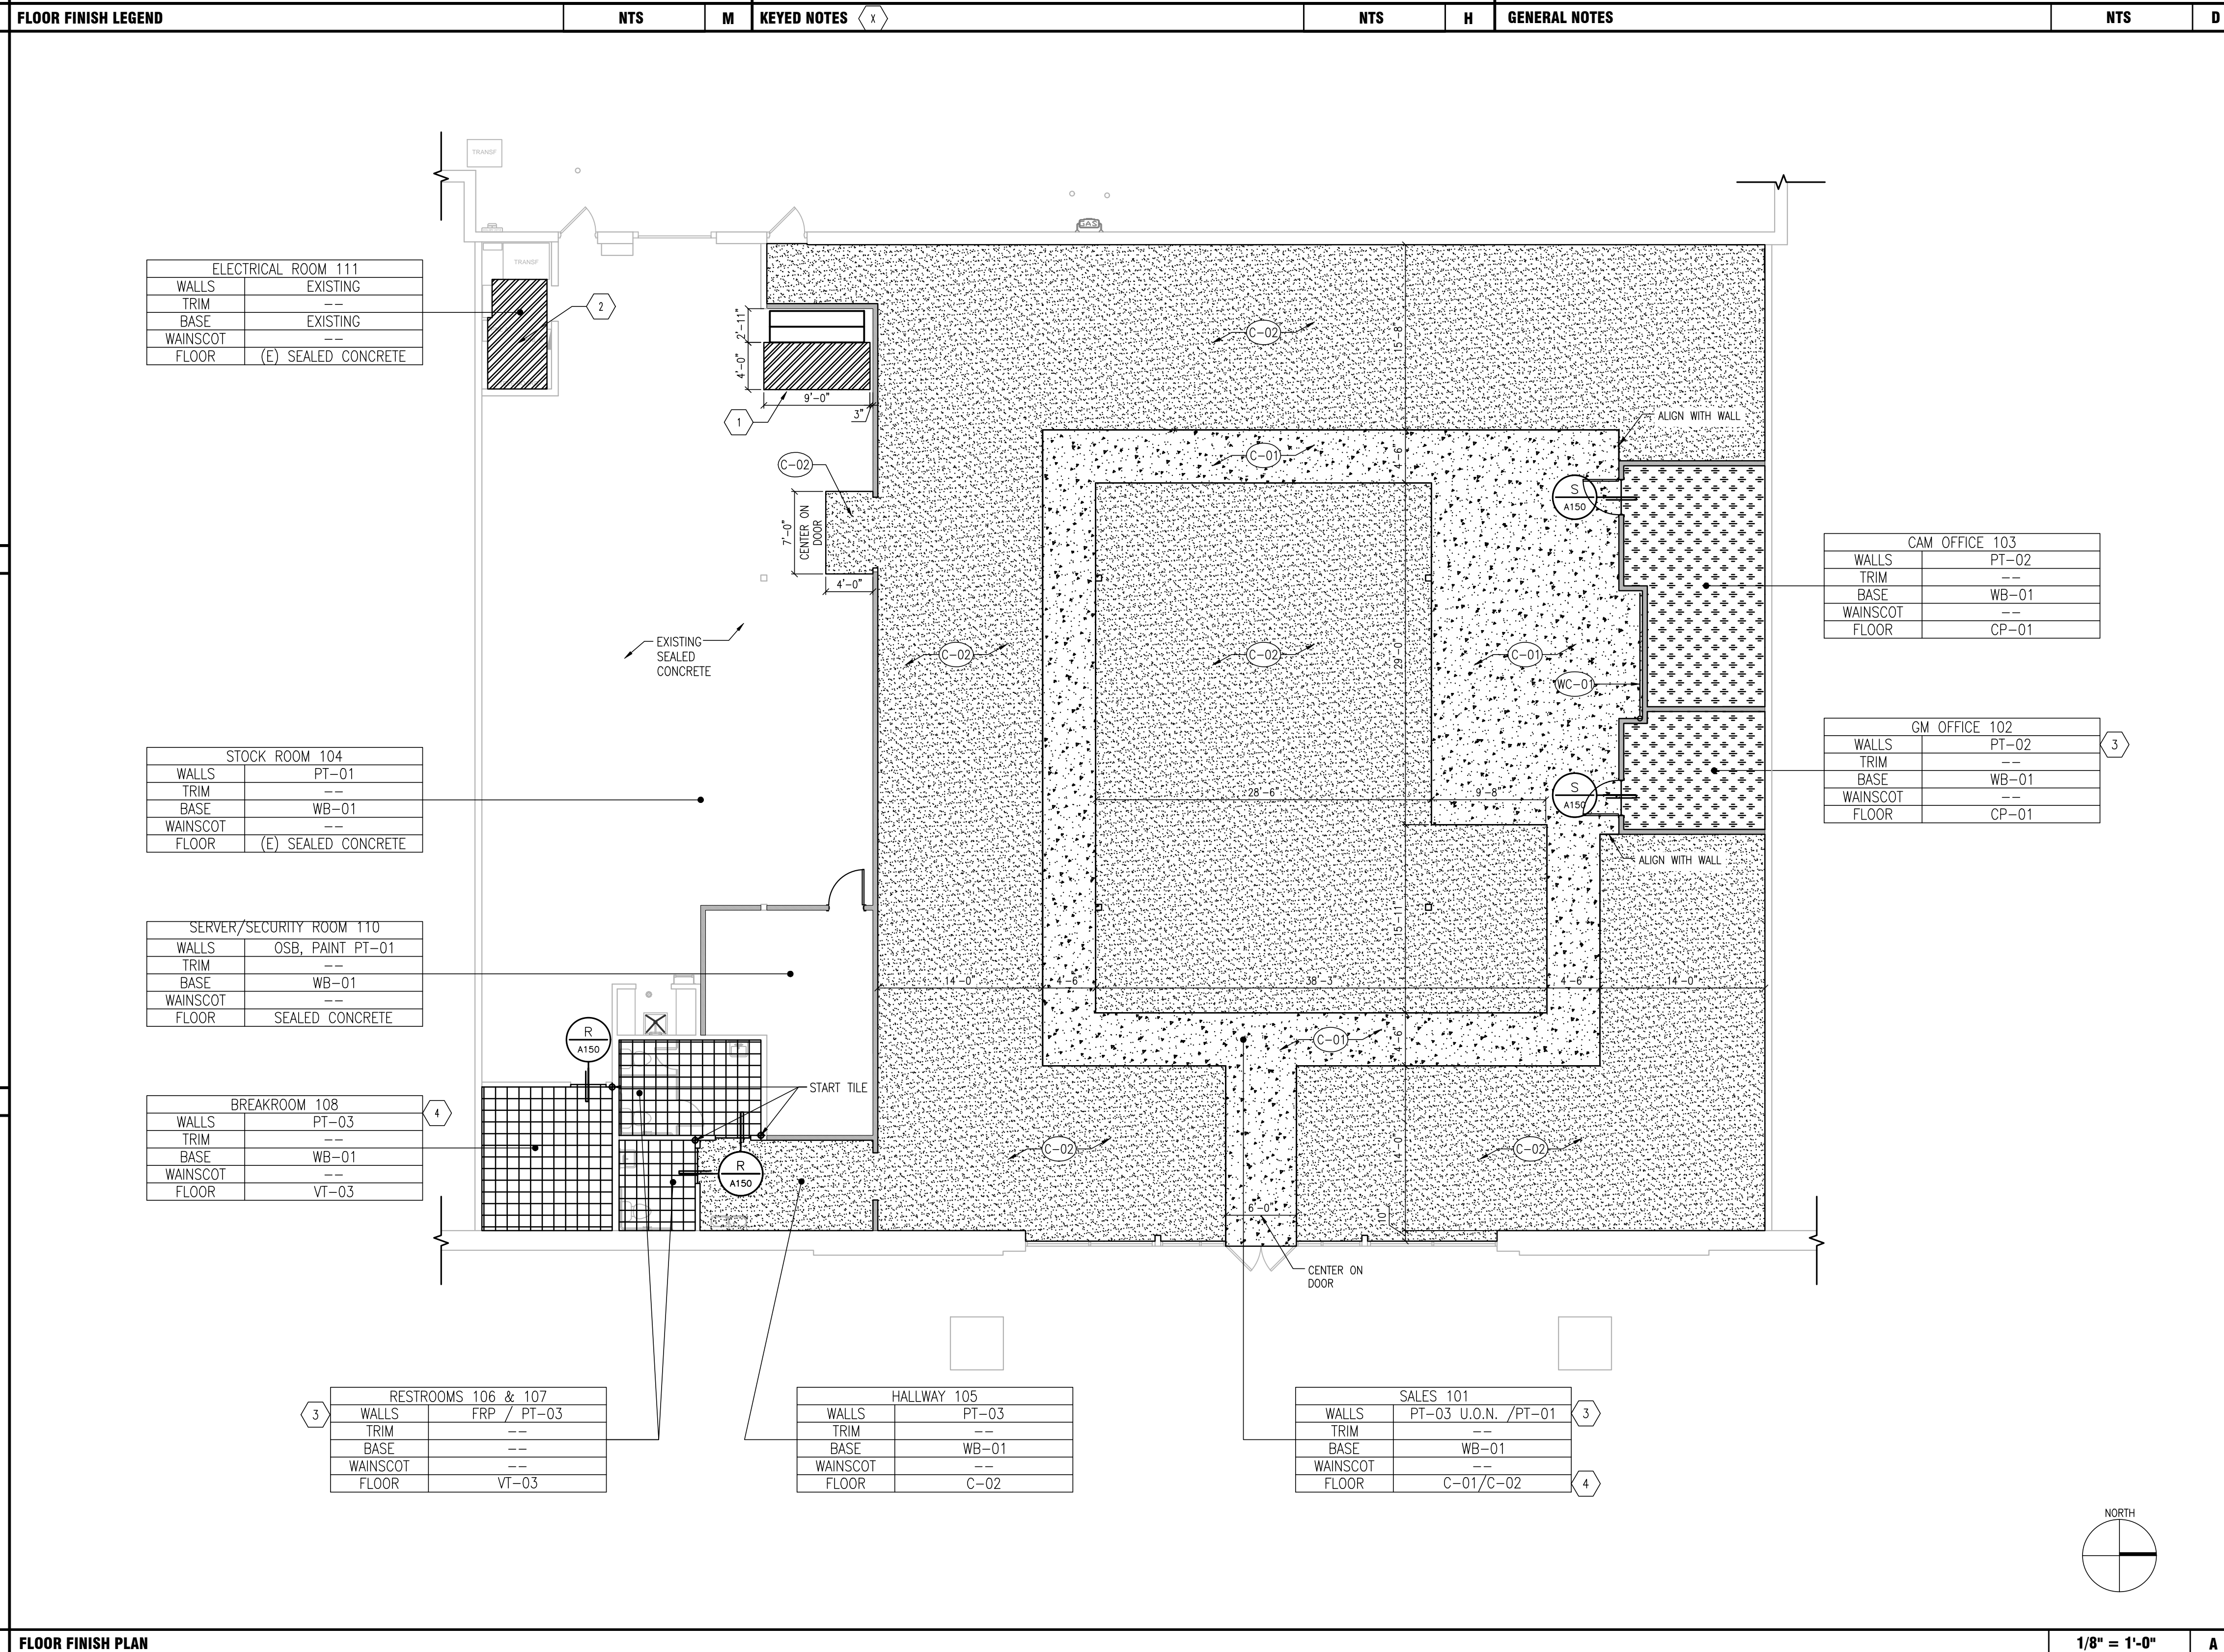 FLOOR FINISH LEGEND NTS M KEYED NOTES X NTS H GENERAL NOTES NTS D
TRANSF
GAS
TRANSF
ELECTRICAL ROOM 111
WALLS EXISTING
TRIM --
BASE EXISTING
WAINSCOT --
FLOOR (E) SEALED CONCRETE
2
2'-11"
4'-0"
9'-0"
3"
1
C-02
7'-0"
CENTER ON
DOOR
4'-0"
EXISTING
SEALED
CONCRETE
C-02
15'-8"
ALIGN WITH WALL
C-01
4'-6"
S
A150
CAM OFFICE 103
WALLS PT-02
TRIM --
BASE WB-01
WAINSCOT --
FLOOR CP-01
C-02
C-02
29'-0"
C-01
WC-01
GM OFFICE 102
WALLS PT-02
TRIM --
BASE WB-01
WAINSCOT --
FLOOR CP-01
3
STOCK ROOM 104
WALLS PT-01
TRIM --
BASE WB-01
WAINSCOT --
FLOOR (E) SEALED CONCRETE
28'-6"
9'-8"
S
A150
ALIGN WITH WALL
SERVER/SECURITY ROOM 110
WALLS OSB, PAINT PT-01
TRIM --
BASE WB-01
WAINSCOT --
FLOOR SEALED CONCRETE
15'-11"
14'-0"
4'-6"
38'-3"
4'-6"
14'-0"
R
A150
C-01
4'-6"
START TILE
BREAKROOM 108
WALLS PT-03
TRIM --
BASE WB-01
WAINSCOT --
FLOOR VT-03
4
R
A150
C-02
14'-0"
C-02
6'-0"
10"
CENTER ON
DOOR
RESTROOMS 106 & 107
3
WALLS FRP / PT-03
TRIM --
BASE --
WAINSCOT --
FLOOR VT-03
HALLWAY 105
WALLS PT-03
TRIM --
BASE WB-01
WAINSCOT --
FLOOR C-02
SALES 101
WALLS PT-03 U.O.N. /PT-01
3
TRIM --
BASE WB-01
WAINSCOT --
FLOOR C-01/C-02
4
NORTH
FLOOR FINISH PLAN 1/8" = 1'-0" A